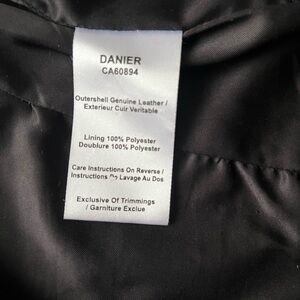 DANIER
CA60894
Outershell Genuine Leather /
Exterieur Cuir Veritable
Lining 100% Polyester
Doublure 100% Polyester
Care Instructions On Reverse /
Instructions De Lavage Au Dos
Exclusive Of Trimmings
/ Garniture Exclue